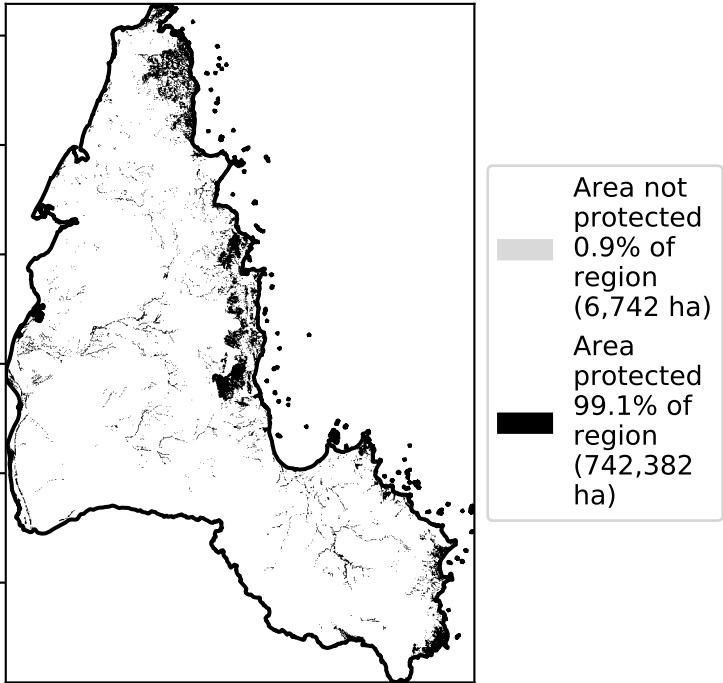 Area not
protected
0.9% of
region
(6,742 ha)
Area
protected
99.1% of
region
(742,382
ha)